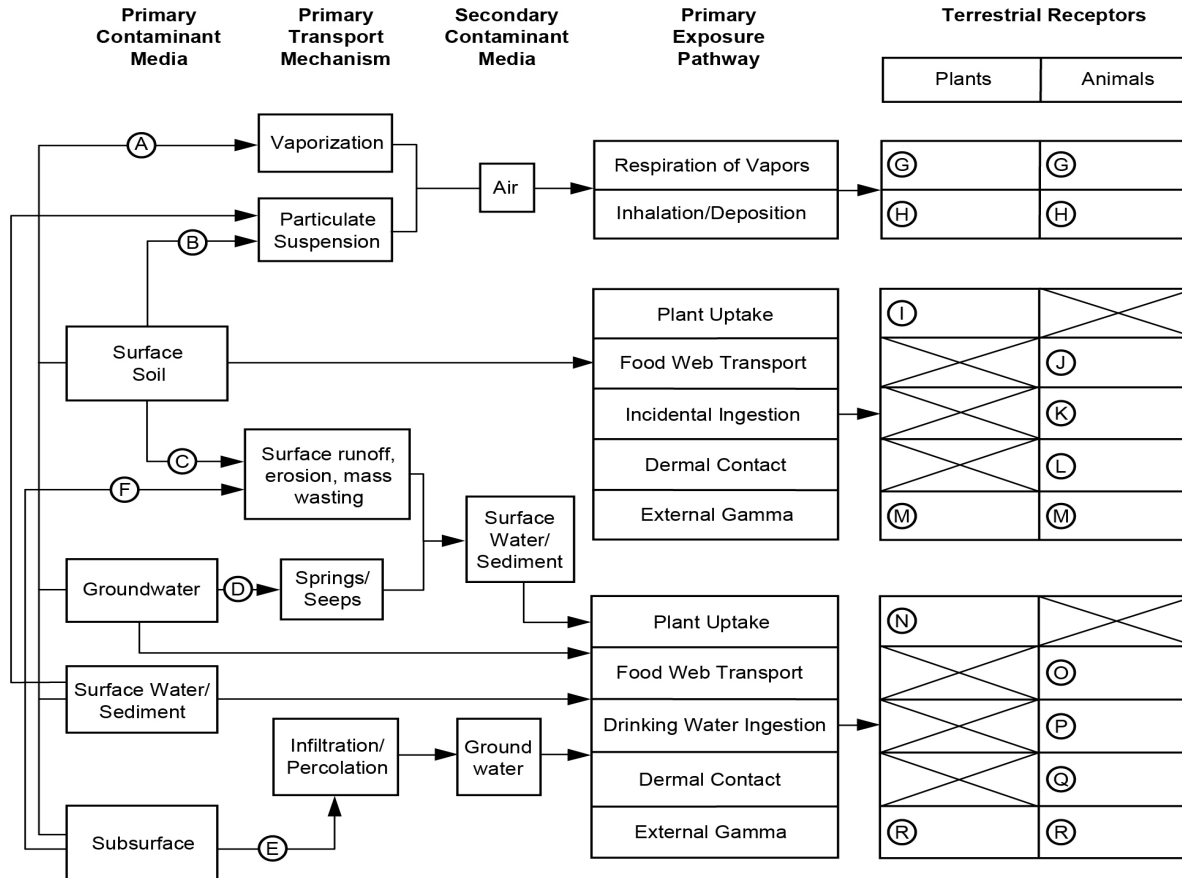 Primary
Contaminant
Media
Primary
Transport
Mechanism
Secondary
Contaminant
Media
Primary
Exposure
Pathway
Terrestrial Receptors
Plants
Animals
A
Vaporization
Particulate
Suspension
B
Air
Respiration of Vapors
Inhalation/Deposition
G
G
H
H
Surface
Soil
Plant Uptake
Food Web Transport
Incidental Ingestion
Dermal Contact
External Gamma
I
J
K
L
M
M
C
F
Surface runoff,
erosion, mass
wasting
Groundwater
D
Springs/
Seeps
Surface
Water/
Sediment
Surface Water/
Sediment
Infiltration/
Percolation
Ground
water
Subsurface
E
Plant Uptake
Food Web Transport
Drinking Water Ingestion
Dermal Contact
External Gamma
N
O
P
Q
R
R